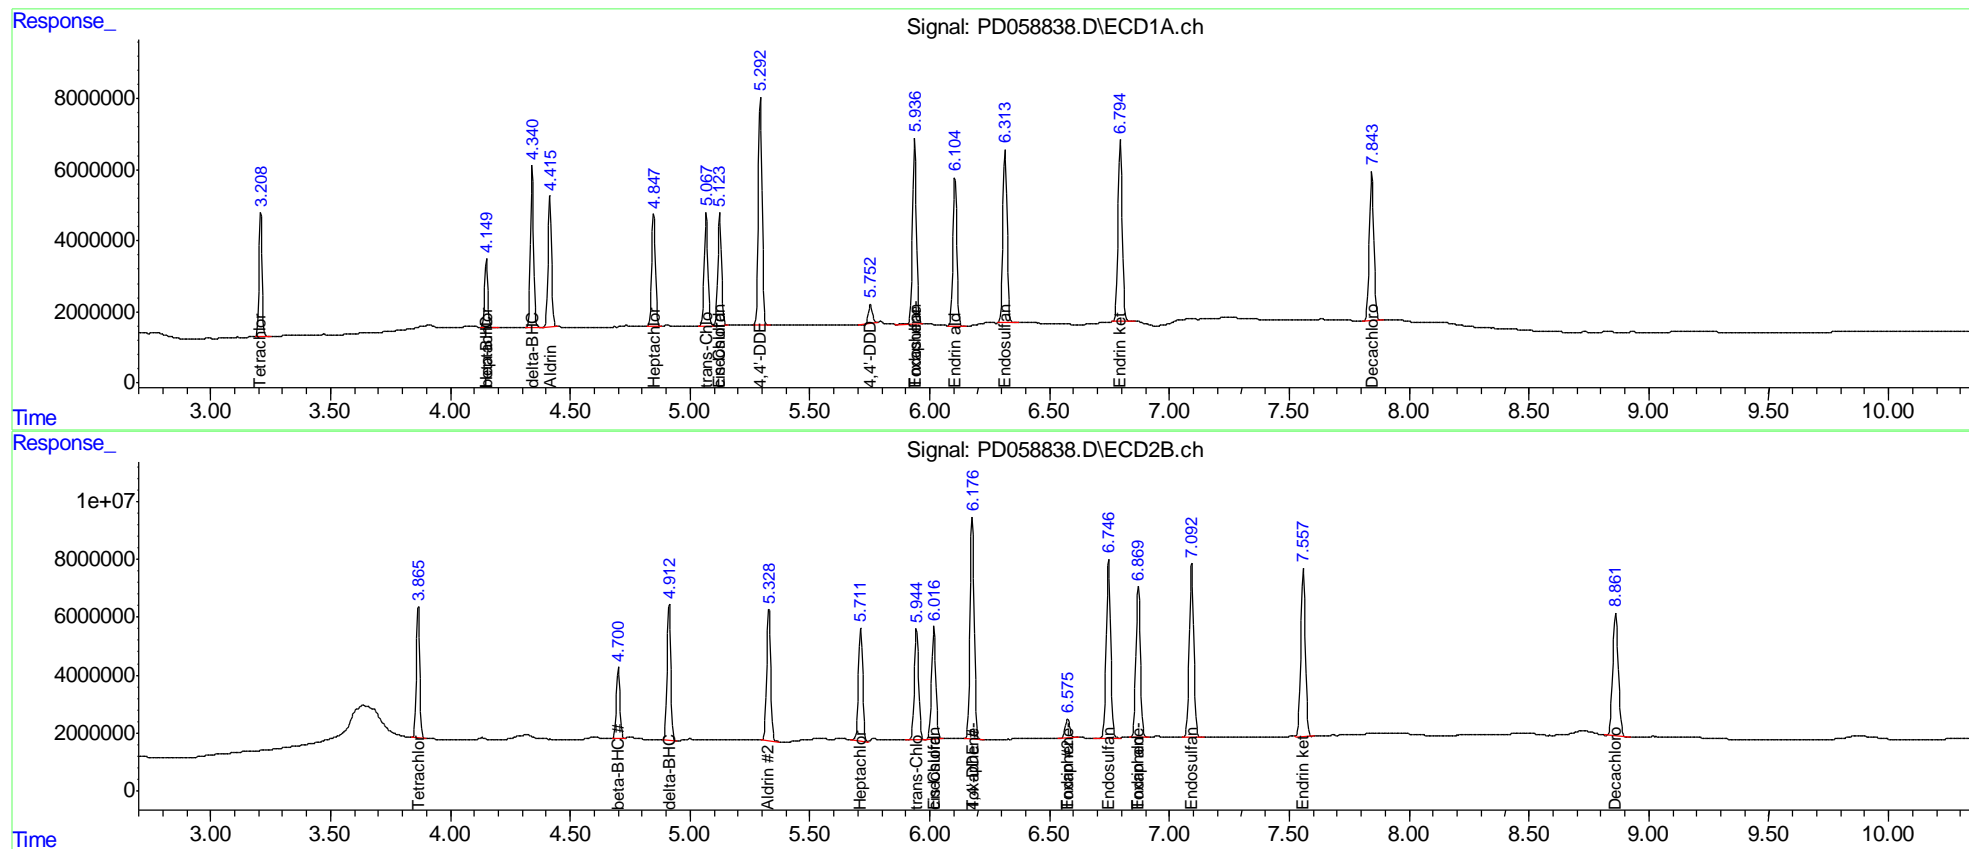 Response_
Signal: PD058838.D\ECD1A.ch
8000000
6000000
4000000
2000000
0
3.208
4.149
4.340
4.415
4.847
5.067
5.123
5.292
5.752
5.936
6.104
6.313
6.794
7.843
Tetrachlor
beta-BHC
delta-BHC
Aldrin
Heptachlor
trans-Chlo
4,4'-DDE
4,4'-DDD
Endrin ald
Endosulfan
Endrin ket
Decachloro
Time
3.00 3.50 4.00 4.50 5.00 5.50 6.00 6.50 7.00 7.50 8.00 8.50 9.00 9.50 10.00
Response_
Signal: PD058838.D\ECD2B.ch
1e+07
8000000
6000000
4000000
2000000
0
3.865
4.700
4.912
5.328
5.711
5.944
6.016
6.176
6.575
6.746
6.869
7.092
7.557
8.861
Tetrachlor
beta-BHC #
delta-BHC
Aldrin #2
Heptachlor
trans-Chlo
Endosulfan
Endosulfan
Endrin ket
Decachloro
Time
3.00 3.50 4.00 4.50 5.00 5.50 6.00 6.50 7.00 7.50 8.00 8.50 9.00 9.50 10.00